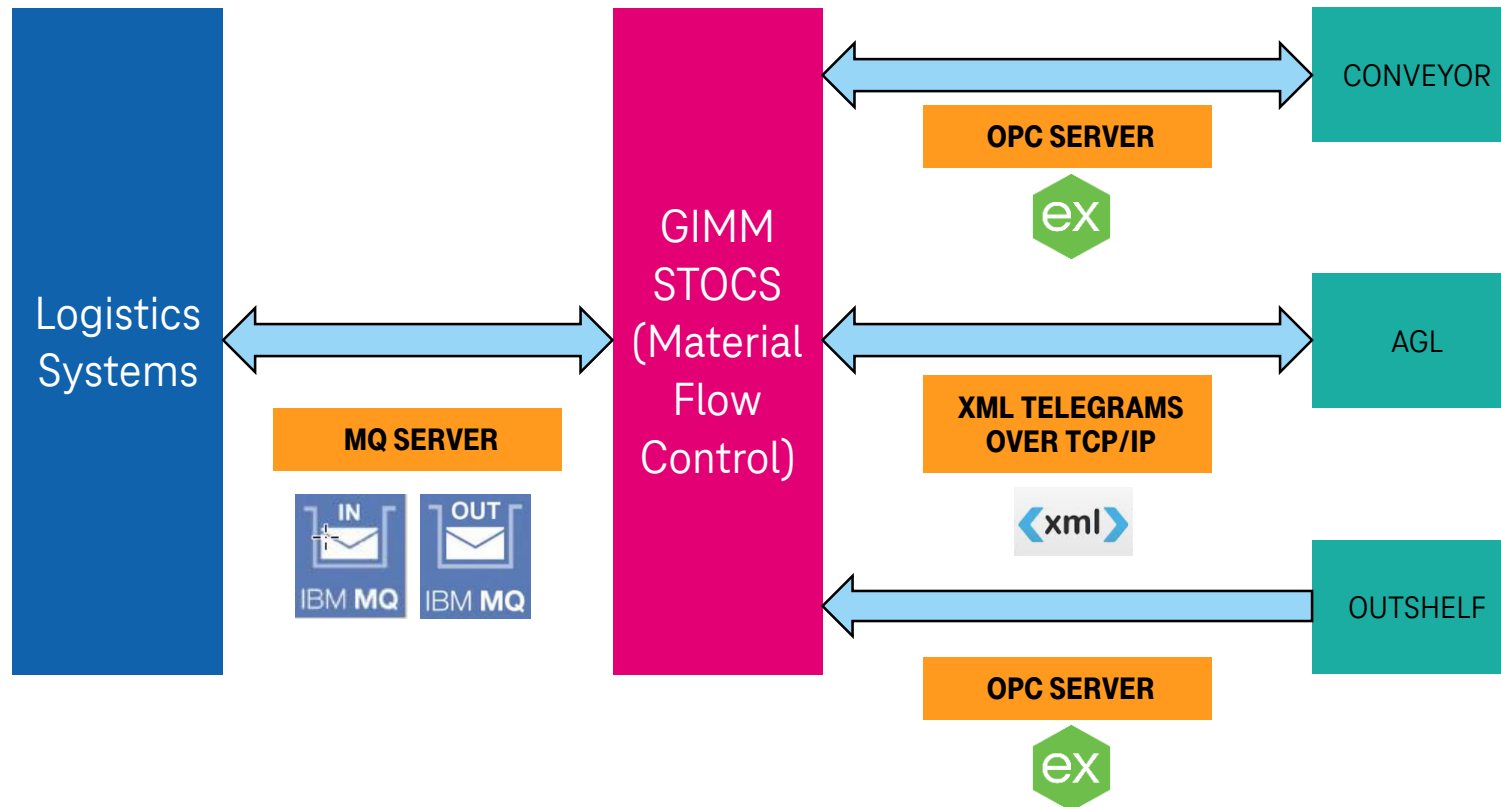 Logistics
Systems
MQ SERVER
IN
IBM MQ
OUT
IBM MQ
GIMM
STOCS
(Material
Flow
Control)
OPC SERVER
ex
CONVEYOR
XML TELEGRAMS
OVER TCP/IP
xml
AGL
OPC SERVER
ex
OUTSHELF